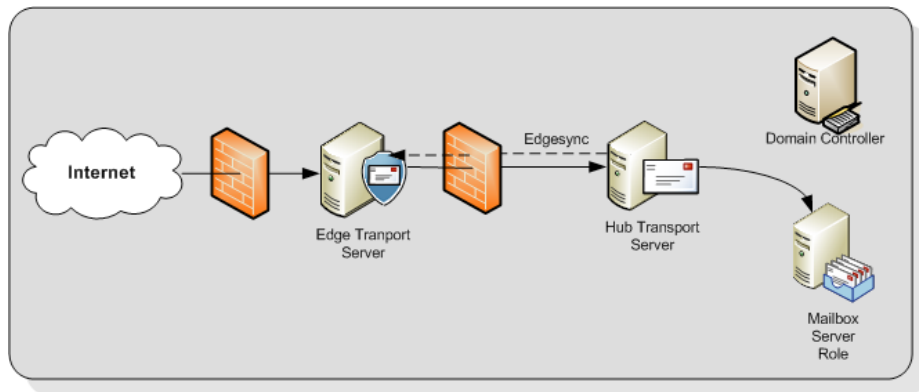 Internet
Edge Tranport
Server
Edgesync
Hub Transport
Server
Domain Controller
Mailbox
Server
Role